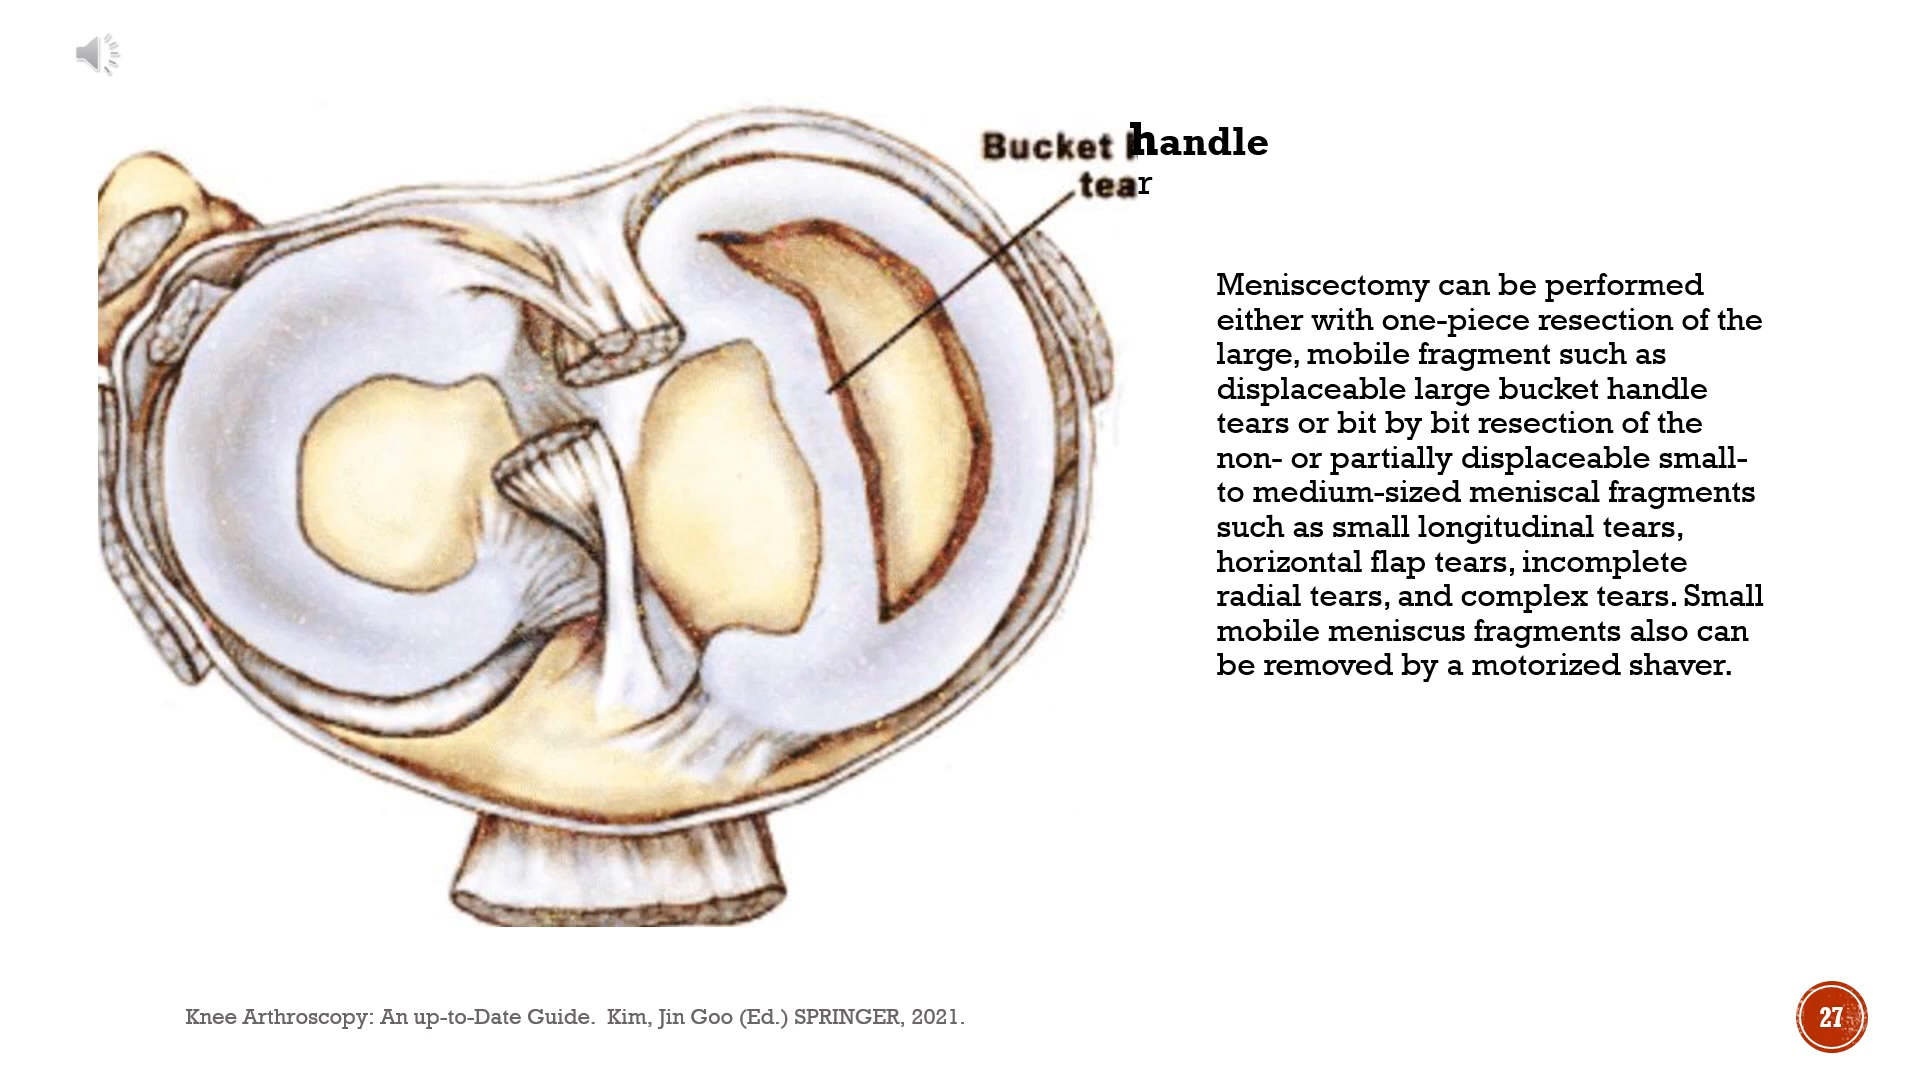 Bucket handle
tear
Meniscectomy can be performed
either with one-piece resection of the
large, mobile fragment such as
displaceable large bucket handle
tears or bit by bit resection of the
non- or partially displaceable small-
to medium-sized meniscal fragments
such as small longitudinal tears,
horizontal flap tears, incomplete
radial tears, and complex tears. Small
mobile meniscus fragments also can
be removed by a motorized shaver.
Knee Arthroscopy: An up-to-Date Guide.  Kim, Jin Goo (Ed.) SPRINGER, 2021.
27